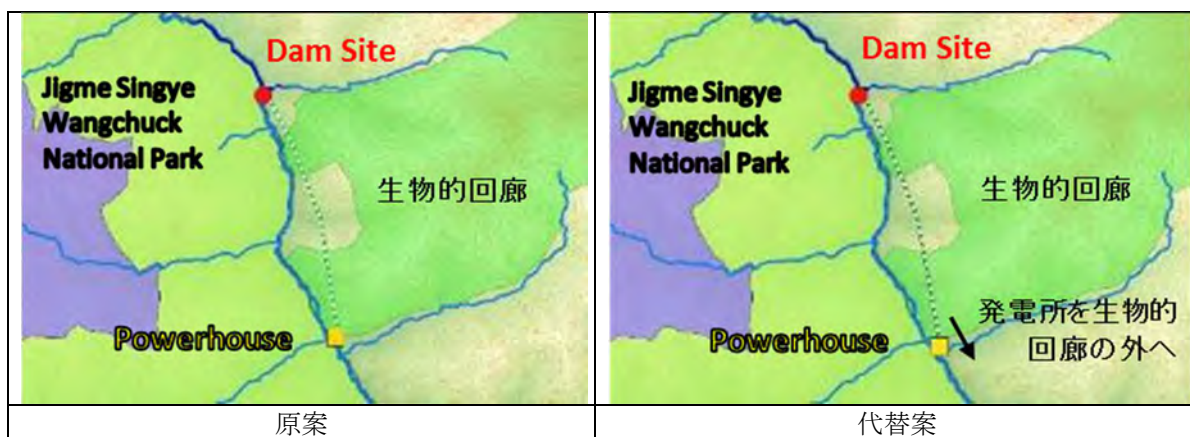 Dam Site
Jigme Singye
Wangchuck
National Park
生物的回廊
Powerhouse
原案
Dam Site
Jigme Singye
Wangchuck
National Park
生物的回廊
発電所を生物的
回廊の外へ
Powerhouse
代替案